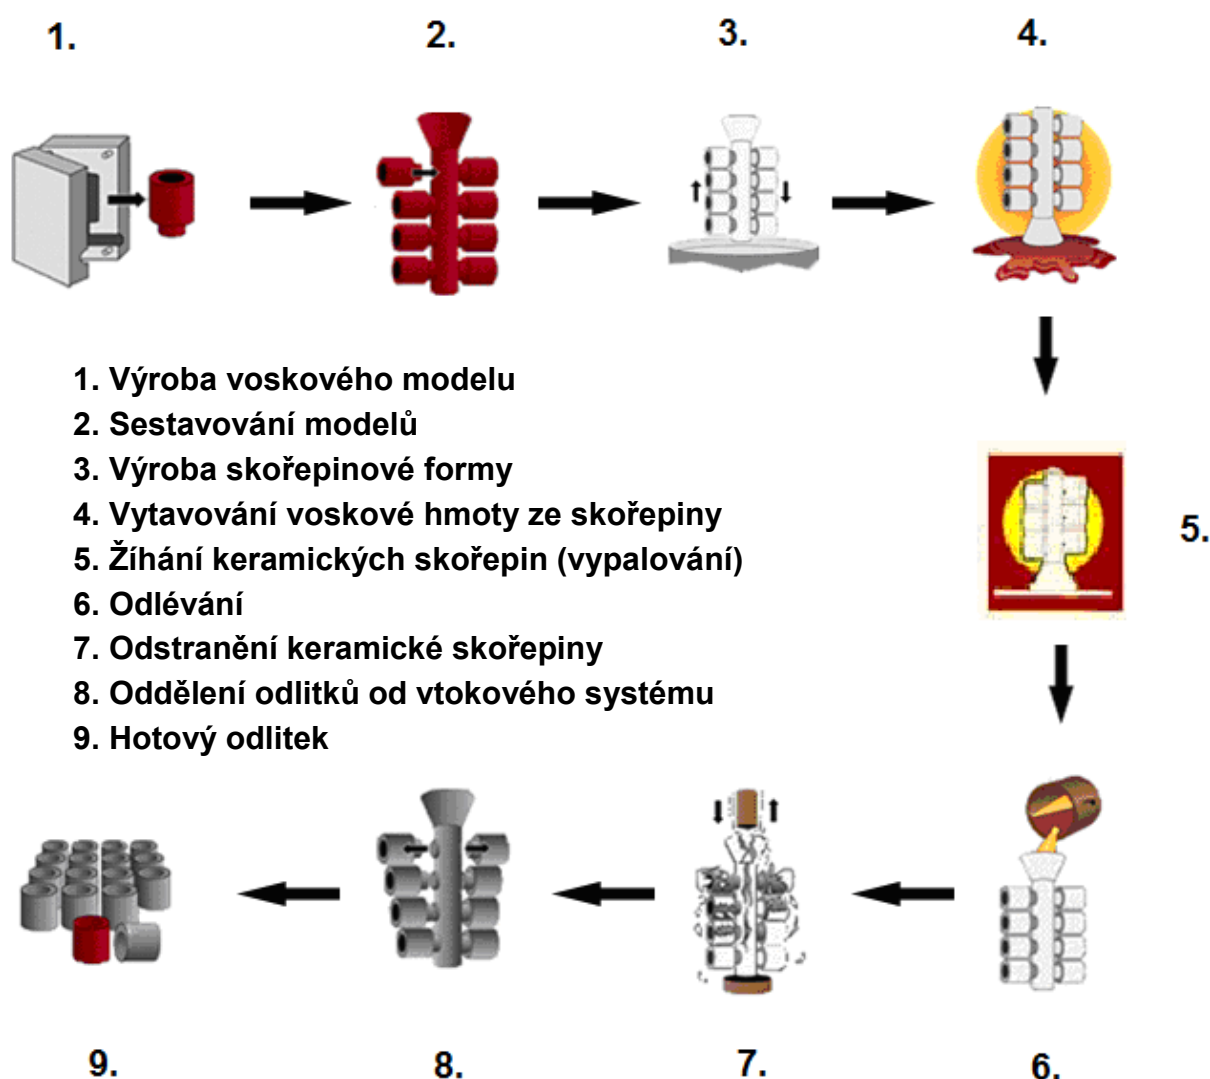 1.
2.
3.
4.
1. Výroba voskového modelu
2. Sestavování modelů
3. Výroba skořepinové formy
4. Vytavování voskové hmoty ze skořepiny
5. Žíhání keramických skořepin (vypalování)
5.
6. Odlévání
7. Odstranění keramické skořepiny
8. Oddělení odlitků od vtokového systému
9. Hotový odlitek
9.
8.
7.
6.